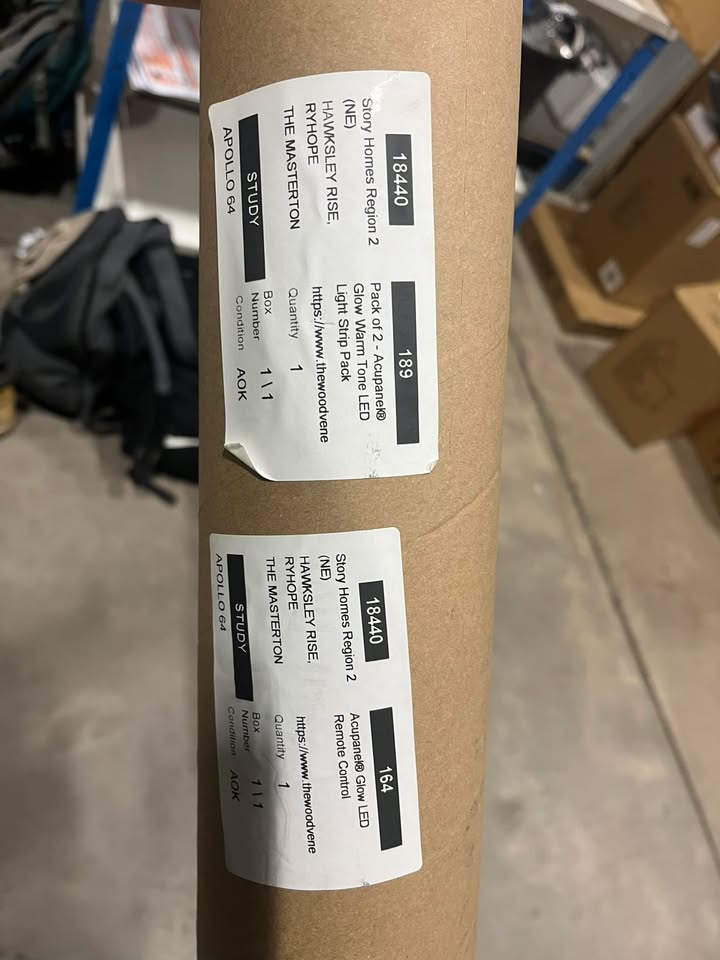 18440
Story Homes Region 2
(NE)
HAWKSLEY RISE,
RYHOPE
THE MASTERTON
STUDY
APOLLO 64
189
Pack of 2 - Acupanel®
Glow Warm Tone LED
Light Strip Pack
https://www.thewoodvene
Quantity 1
Box
Number 1 \ 1
Condition AOK
18440
Story Homes Region 2
(NE)
HAWKSLEY RISE,
RYHOPE
THE MASTERTON
STUDY
APOLLO 64
164
Acupanel® Glow LED
Remote Control
https://www.thewoodvene
Quantity 1
Box
Number 1 \ 1
Condition AOK